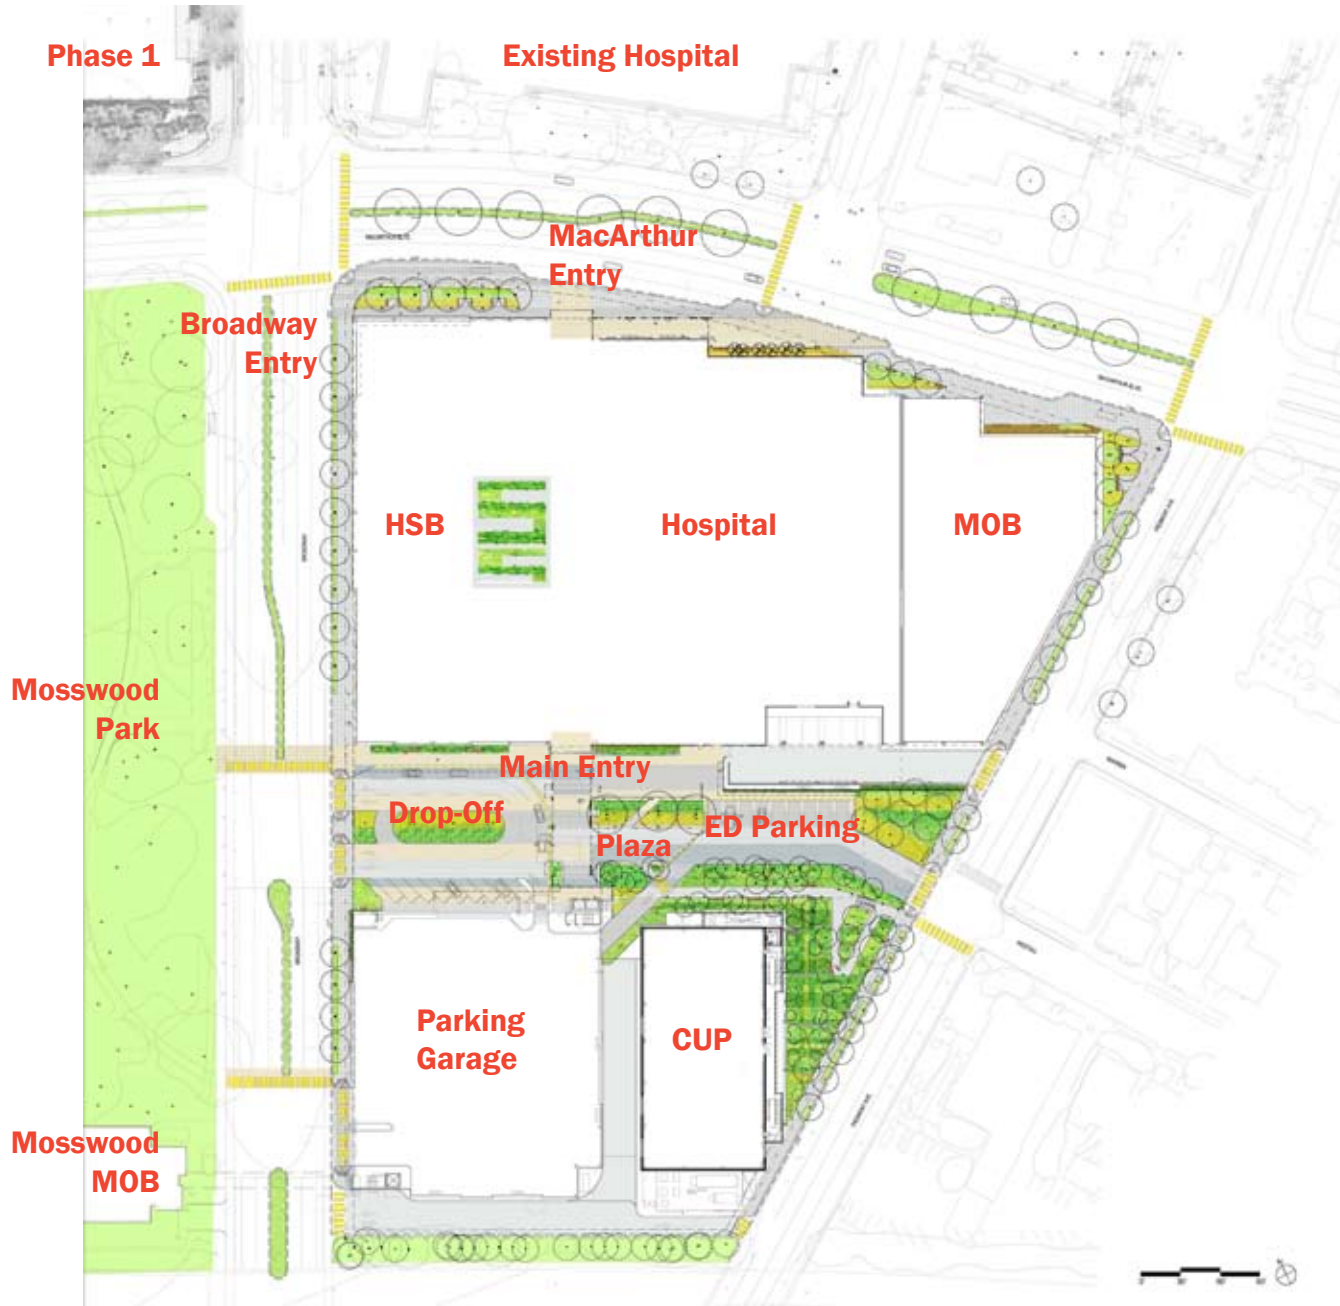 Phase 1
Existing Hospital
MacArthur
Entry
Broadway
Entry
HSB
Hospital
MOB
Mosswood
Park
Main Entry
Drop-Off
ED Parking
Plaza
Parking
Garage
CUP
Mosswood
MOB